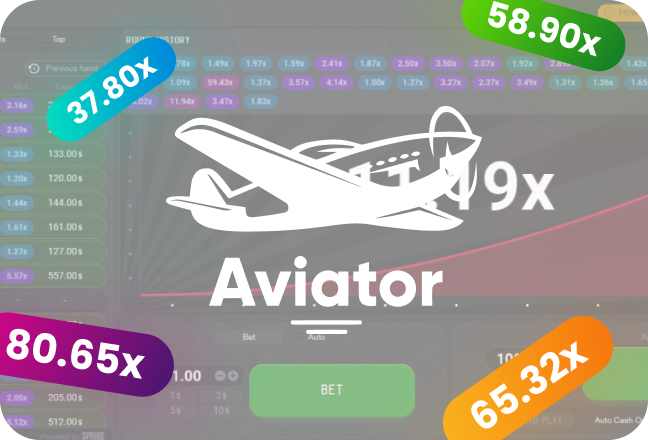 58.90x
37.80x
ts Top
ROUND HISTORY
Previous hand
1.49x 1.97x 1.59x 2.41x 1.87x 2.50x 3.50x 2.07x 1.92x 1.42x
1.09x 59.43x 1.37x 3.57x 4.14x 1.00x 1.37x 3.27x 2.37x 3.49x 1.31x 1.26x
11.94x 3.47x 1.83x
2.16x
2.59x
1.33x 133.00$
1.20x 120.00$
1.44x 144.00$
1.61x 161.00$
1.27x 127.00$
5.57x 557.00$
Aviator
80.65x
65.32x
Bet Auto
1.00
1$ 2$
5$ 10$
BET
2.05x 205.00$
512.00$
Auto Cash